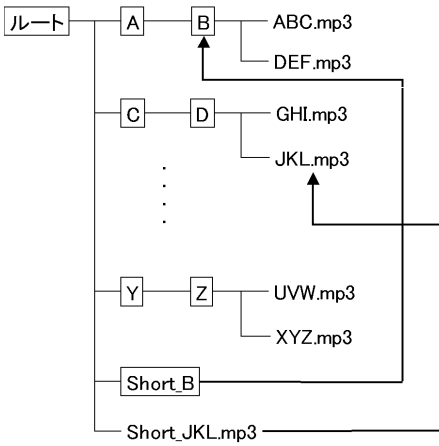 ルート A B ABC.mp3
DEF.mp3
C D GHI.mp3
JKL.mp3
Y Z UVW.mp3
XYZ.mp3
Short_B
Short_JKL.mp3